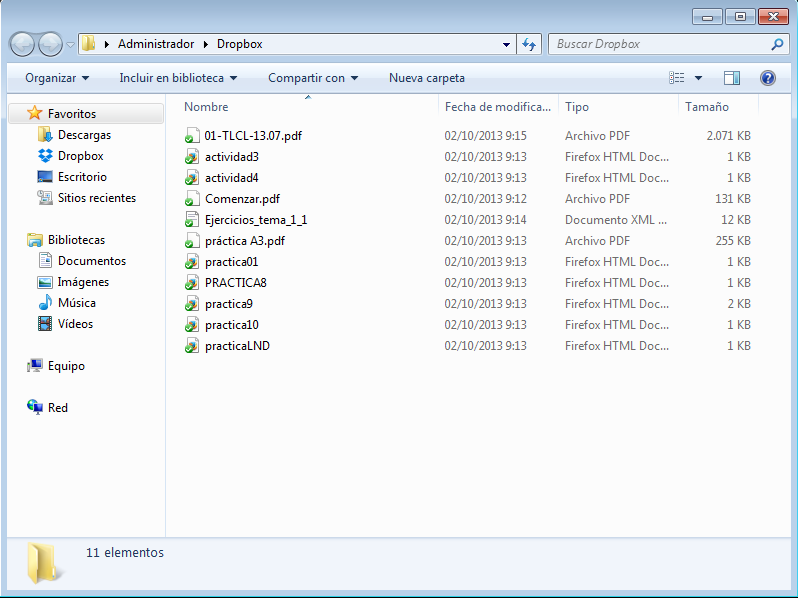 Administrador Dropbox
Buscar Dropbox
Organizar Incluir en biblioteca Compartir con Nueva carpeta
Favoritos
Descargas
Dropbox
Escritorio
Sitios recientes
Bibliotecas
Documentos
Imágenes
Música
Vídeos
Equipo
Red
Nombre Fecha de modifica... Tipo Tamaño
01-TLCL-13.07.pdf 02/10/2013 9:15 Archivo PDF 2.071 KB
actividad3 02/10/2013 9:13 Firefox HTML Doc... 1 KB
actividad4 02/10/2013 9:13 Firefox HTML Doc... 1 KB
Comenzar.pdf 02/10/2013 9:12 Archivo PDF 131 KB
Ejercicios_tema_1_1 02/10/2013 9:14 Documento XML ... 12 KB
práctica A3.pdf 02/10/2013 9:13 Archivo PDF 255 KB
practica01 02/10/2013 9:13 Firefox HTML Doc... 1 KB
PRACTICA8 02/10/2013 9:13 Firefox HTML Doc... 1 KB
practica9 02/10/2013 9:13 Firefox HTML Doc... 2 KB
practica10 02/10/2013 9:13 Firefox HTML Doc... 1 KB
practicaLND 02/10/2013 9:13 Firefox HTML Doc... 1 KB
11 elementos